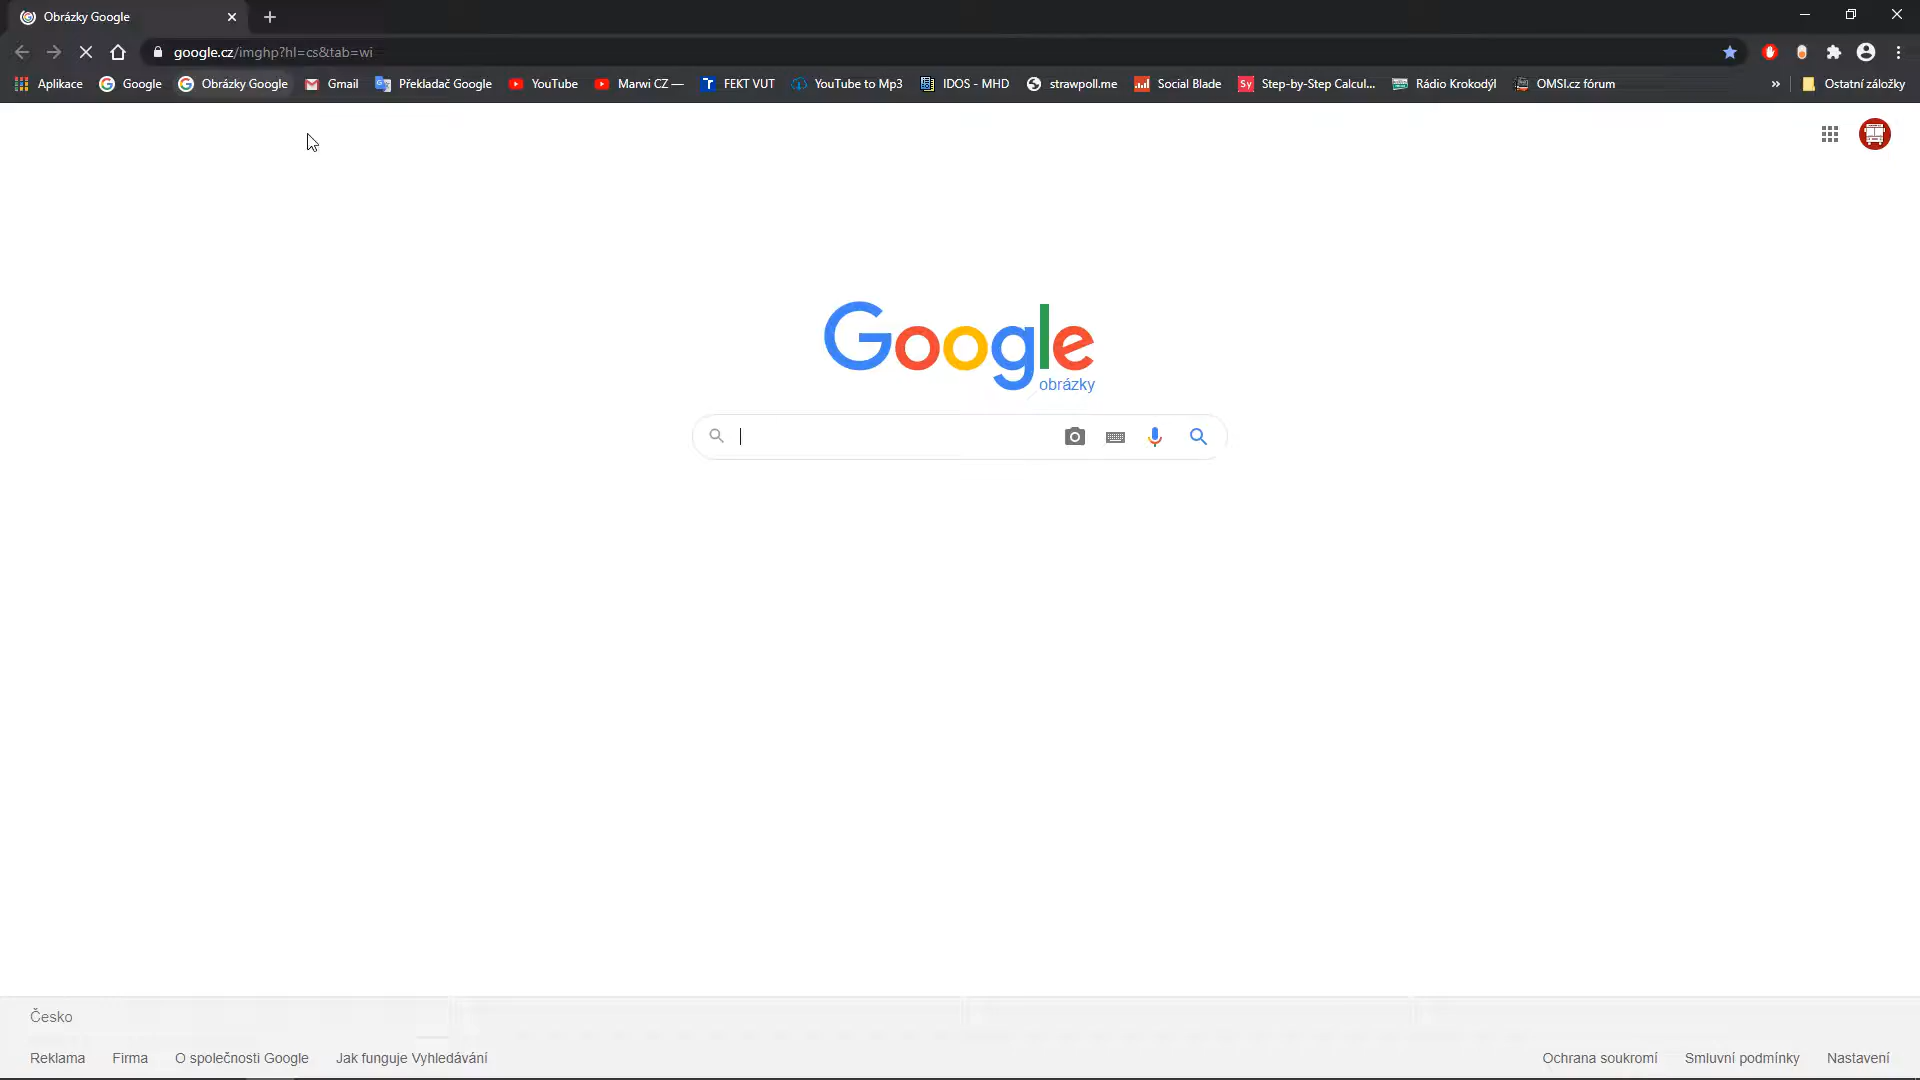 Obrázky Google
google.cz/imghp?hl=cs&tab=wi
Aplikace Google Obrázky Google Gmail Překladač Google YouTube Marwi CZ — FEKT VUT YouTube to Mp3 IDOS - MHD strawpoll.me Social Blade Sy Step-by-Step Calcul... Rádio Krokodýl OMSI.cz fórum » Ostatní záložky
Google
obrázky
Česko
Reklama Firma O společnosti Google Jak funguje Vyhledávání Ochrana soukromí Smluvní podmínky Nastavení